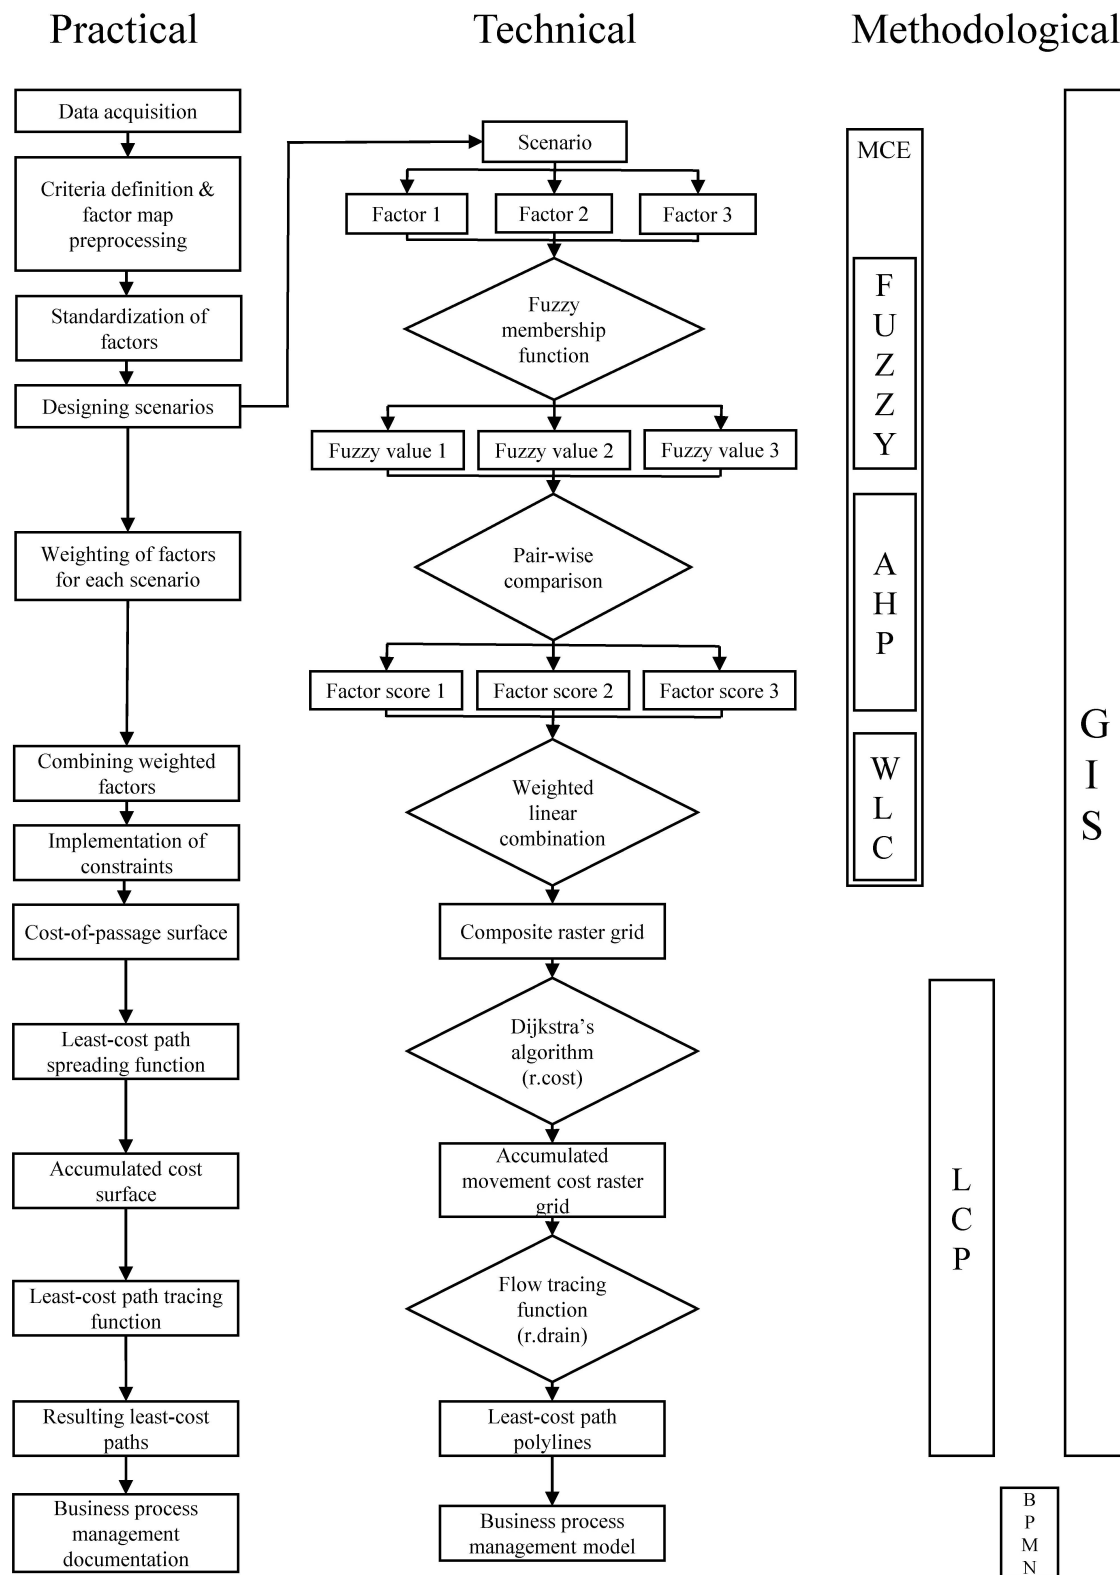 Practical
Technical
Methodological
Data acquisition
Criteria definition &
factor map
preprocessing
Standardization of
factors
Designing scenarios
Weighting of factors
for each scenario
Combining weighted
factors
Implementation of
constraints
Cost-of-passage surface
Least-cost path
spreading function
Accumulated cost
surface
Least-cost path tracing
function
Resulting least-cost
paths
Business process
management
documentation
Scenario
Factor 1
Factor 2
Factor 3
Fuzzy
membership
function
Fuzzy value 1
Fuzzy value 2
Fuzzy value 3
Pair-wise
comparison
Factor score 1
Factor score 2
Factor score 3
Weighted
linear
combination
Composite raster grid
Dijkstra’s
algorithm
(r.cost)
Accumulated
movement cost raster
grid
Flow tracing
function
(r.drain)
Least-cost path
polylines
Business process
management model
MCE
F
U
Z
Z
Y
A
H
P
W
L
C
L
C
P
G
I
S
B
P
M
N